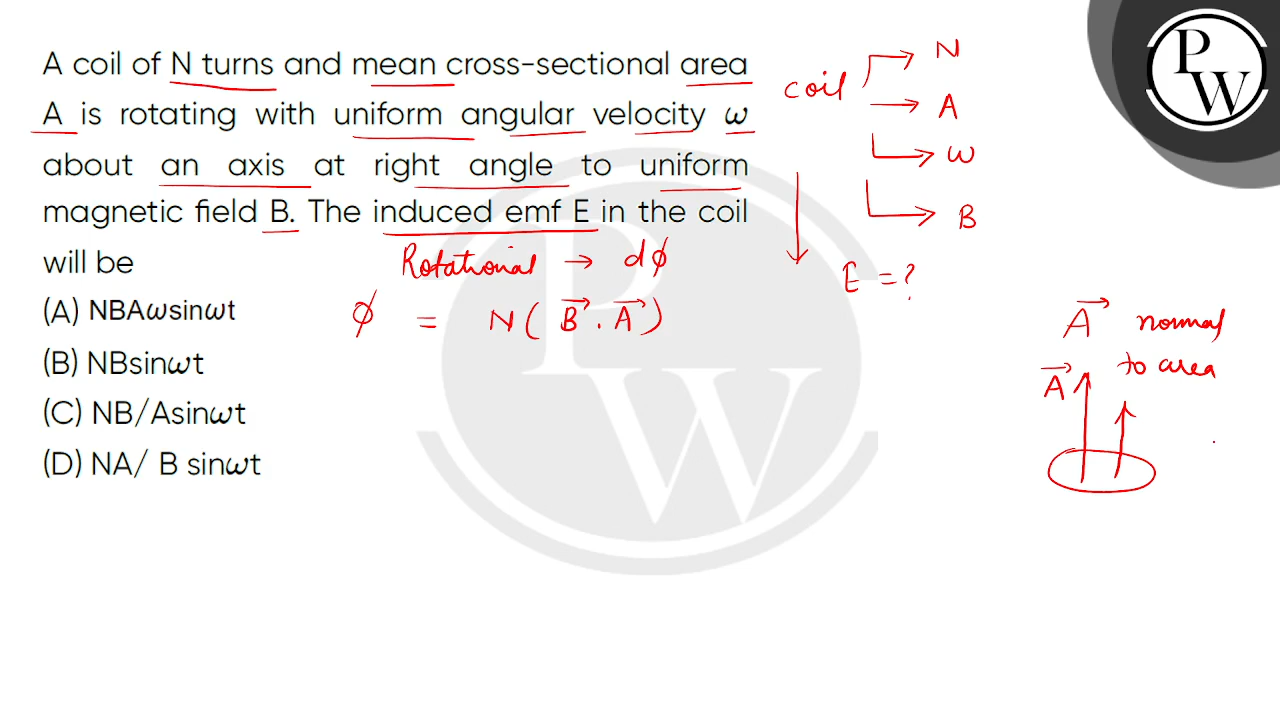 A coil of N turns and mean cross-sectional area
A is rotating with uniform angular velocity ω
about an axis at right angle to uniform
magnetic field B. The induced emf E in the coil
will be
(A) NBAωsinωt
(B) NBsinωt
(C) NB/Asinωt
(D) NA/ B sinωt
Rotational → dϕ
ϕ = N( B⃗ . A⃗ )
coil
N
A
ω
B
E = ?
A⃗ normal
to area
A⃗
P
W
P
W